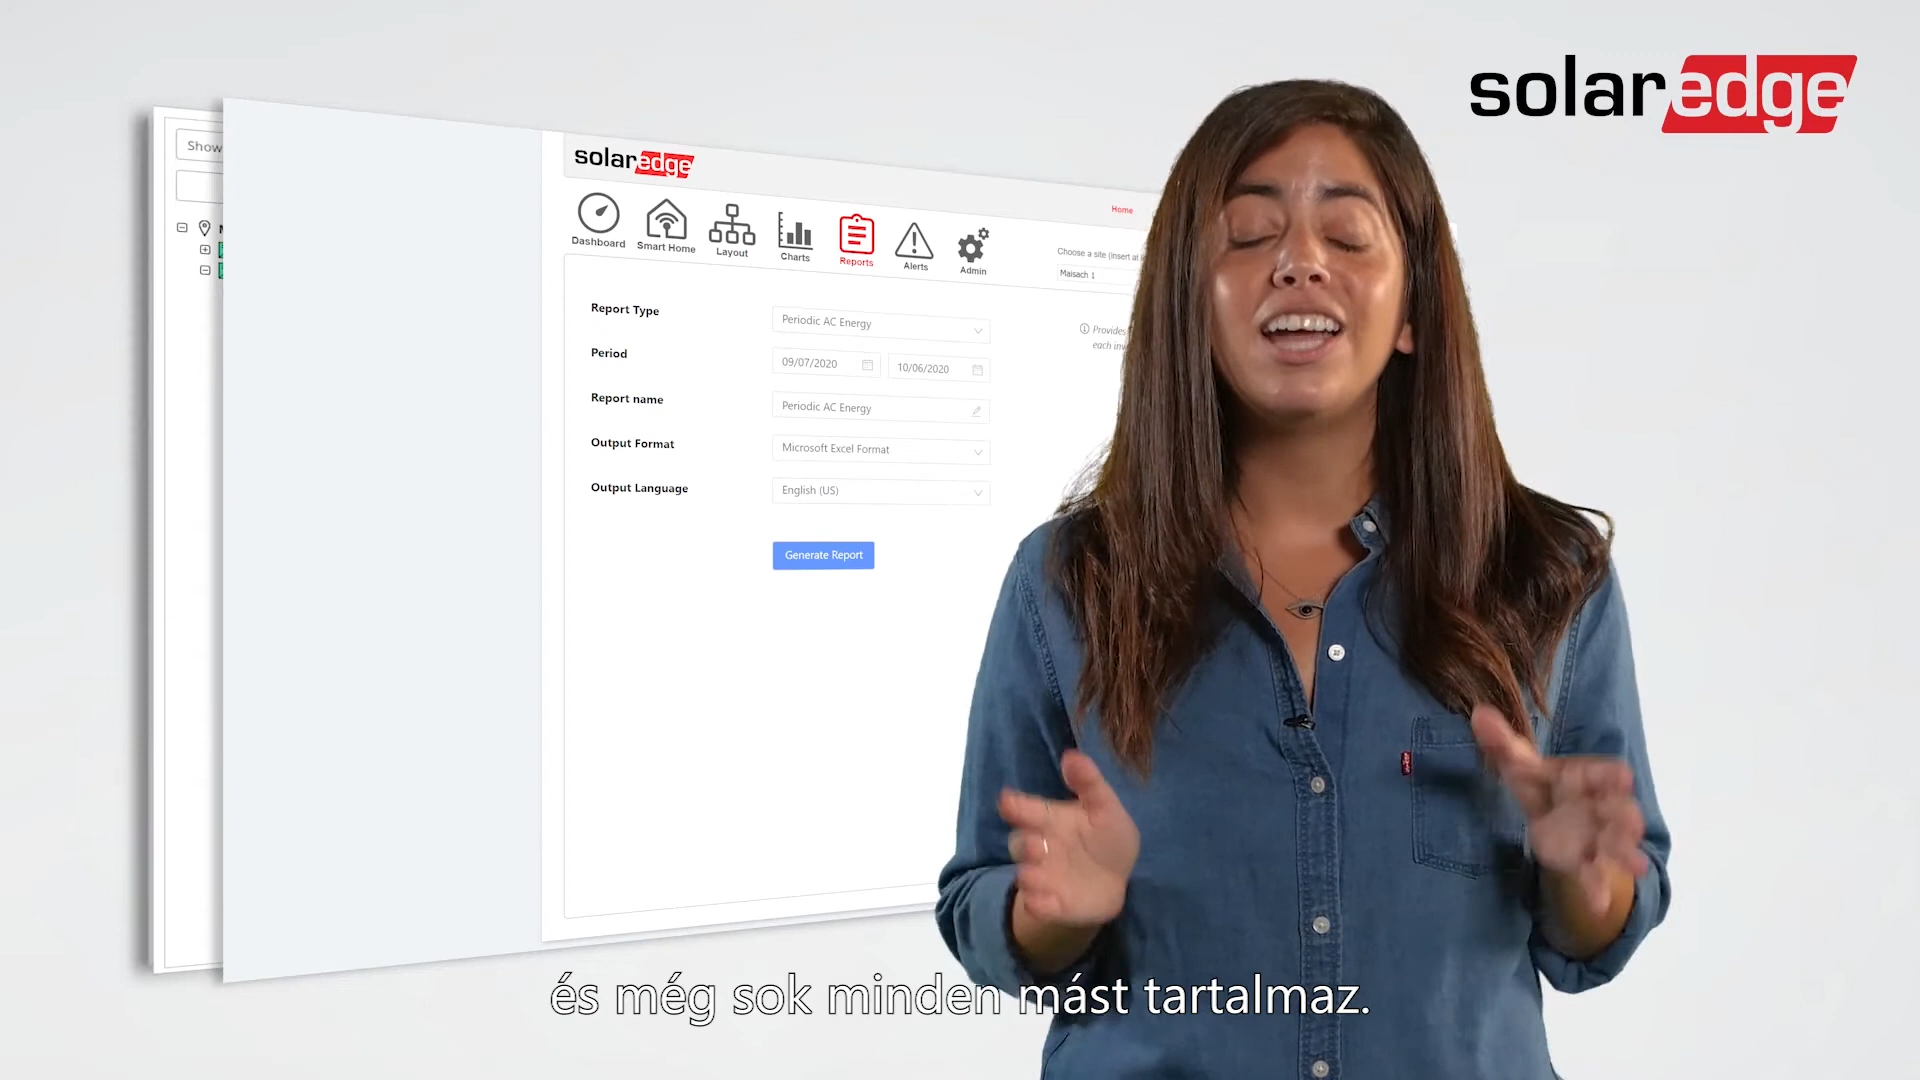 solaredge
Show
solaredge
Home
Dashboard
Smart Home
Layout
Charts
Reports
Alerts
Admin
Choose a site (insert at
Maisach 1
Report Type
Periodic AC Energy
Provides
each
Period
09/07/2020
10/06/2020
Report name
Periodic AC Energy
Output Format
Microsoft Excel Format
Output Language
English (US)
Generate Report
és még sok minden mást tartalmaz.